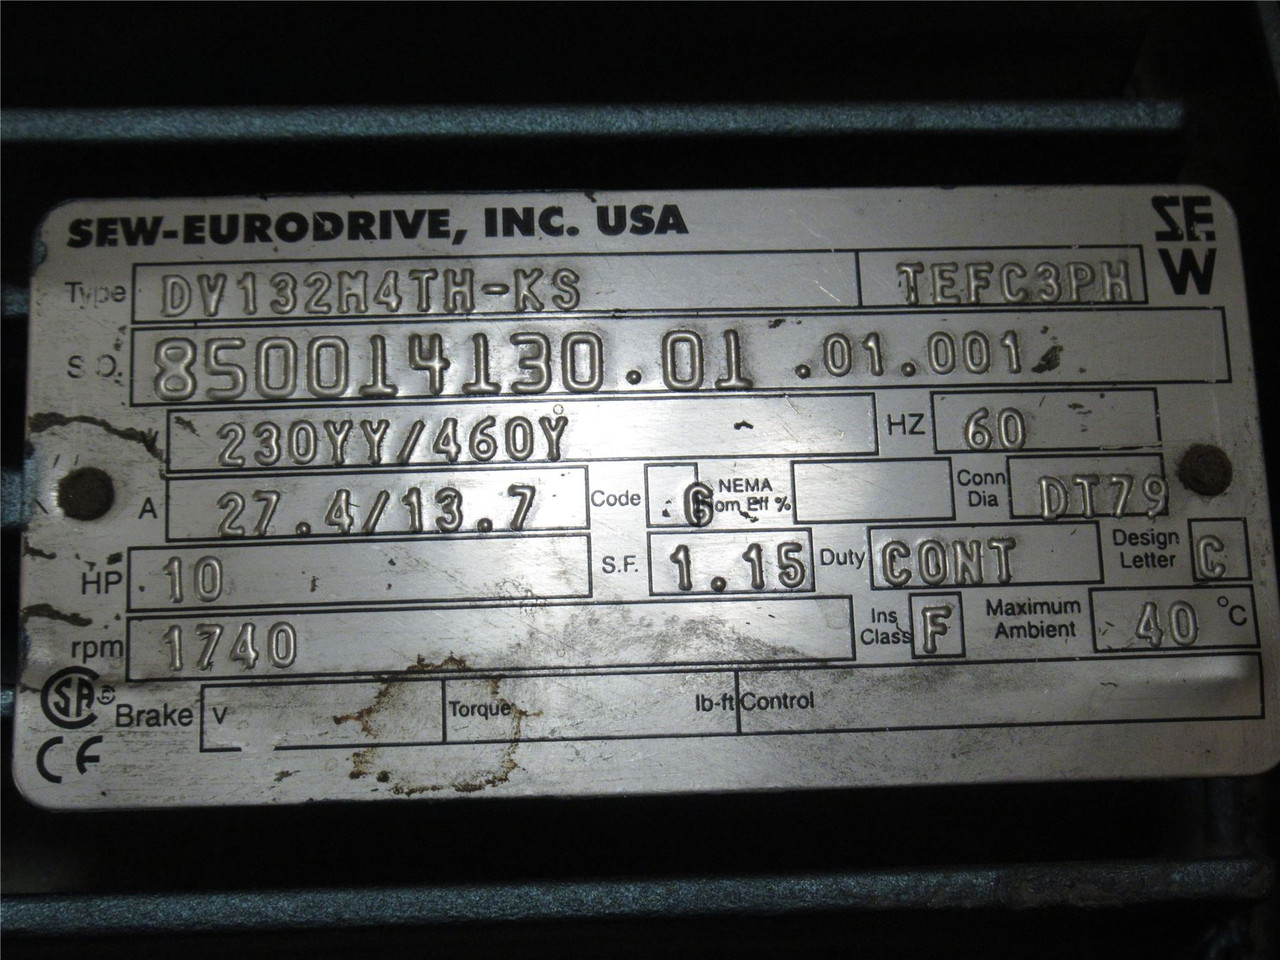 SEW-EURODRIVE, INC. USA
SEW
Type DV132M4TH-KS TEFC3PH
S.O. 850014130.01.01.001
230YY/460Y HZ 60
A 27.4/13.7 Code NEMA Nom Eff % Conn Dia DT79
HP 10 S.F. 1.15 Duty CONT Design Letter C
rpm 1740 Ins Class F Maximum Ambient 40 °C
Brake V Torque lb-ft Control
CE